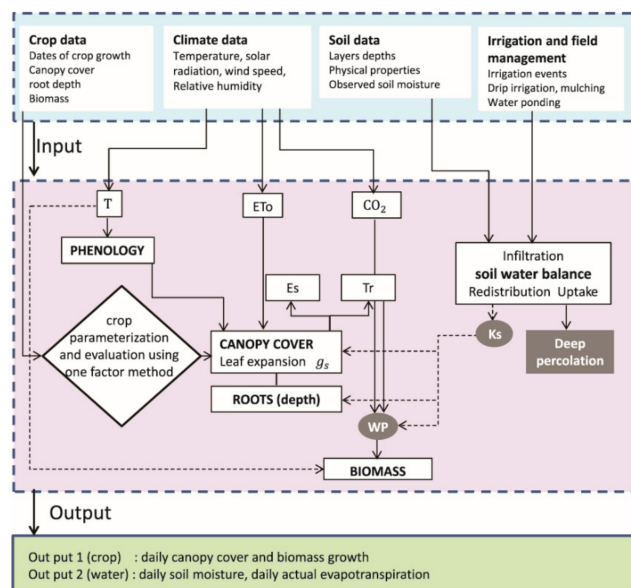 Crop data
Dates of crop growth
Canopy cover
root depth
Biomass
Climate data
Temperature, solar
radiation, wind speed,
Relative humidity
Soil data
Layers depths
Physical properties
Observed soil moisture
Irrigation and field
management
Irrigation events
Drip irrigation, mulching
Water ponding
Input
T
ETo
CO₂
PHENOLOGY
Infiltration
soil water balance
Redistribution Uptake
Es
Tr
crop
parameterization
and evaluation using
one factor method
CANOPY COVER
Leaf expansion gₛ
Ks
Deep
percolation
ROOTS (depth)
WP
BIOMASS
Output
Out put 1 (crop) : daily canopy cover and biomass growth
Out put 2 (water) : daily soil moisture, daily actual evapotranspiration